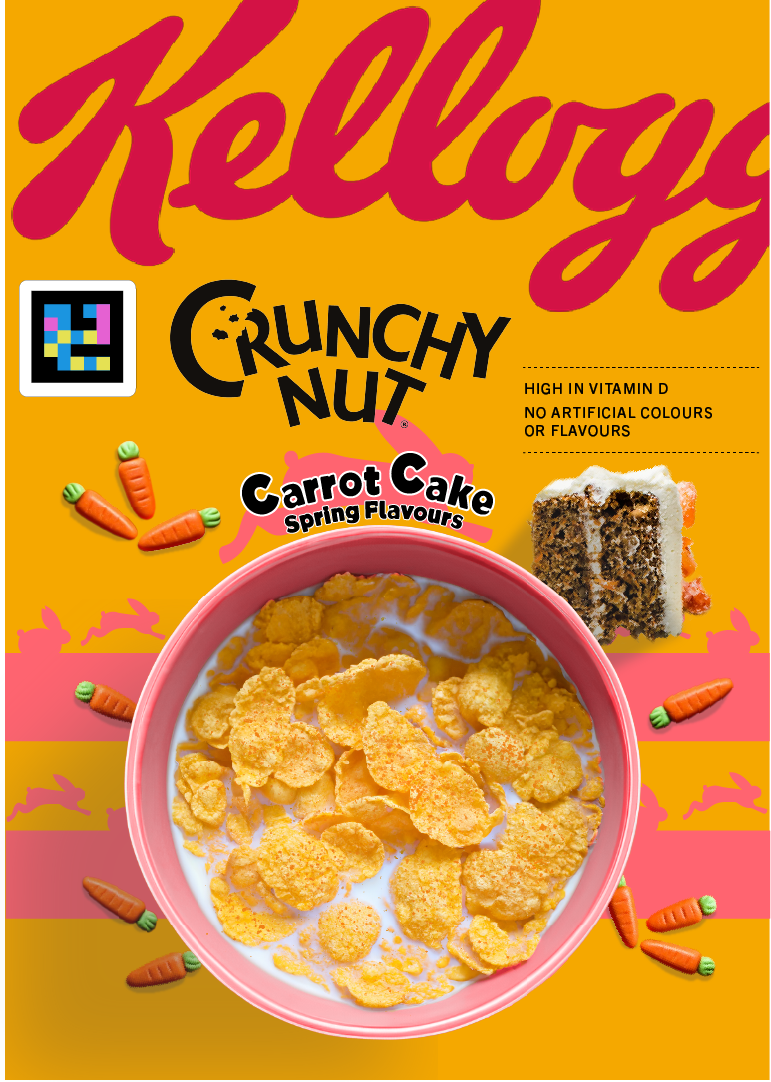 Kellogg
CRUNCHY
NUT®
HIGH IN VITAMIN D
NO ARTIFICIAL COLOURS
OR FLAVOURS
Carrot Cake
Spring Flavours